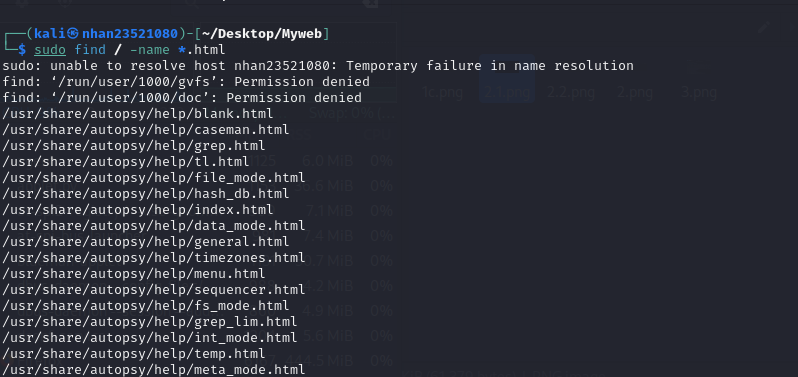 ┌──(kali㉿nhan23521080)-[~/Desktop/Myweb]
└─$ sudo find / -name *.html
sudo: unable to resolve host nhan23521080: Temporary failure in name resolution
find: ‘/run/user/1000/gvfs’: Permission denied
find: ‘/run/user/1000/doc’: Permission denied
/usr/share/autopsy/help/blank.html
/usr/share/autopsy/help/caseman.html
/usr/share/autopsy/help/grep.html
/usr/share/autopsy/help/tl.html
/usr/share/autopsy/help/file_mode.html
/usr/share/autopsy/help/hash_db.html
/usr/share/autopsy/help/index.html
/usr/share/autopsy/help/data_mode.html
/usr/share/autopsy/help/general.html
/usr/share/autopsy/help/timezones.html
/usr/share/autopsy/help/menu.html
/usr/share/autopsy/help/sequencer.html
/usr/share/autopsy/help/fs_mode.html
/usr/share/autopsy/help/grep_lim.html
/usr/share/autopsy/help/int_mode.html
/usr/share/autopsy/help/temp.html
/usr/share/autopsy/help/meta_mode.html
2.2.png
2.png
3.png